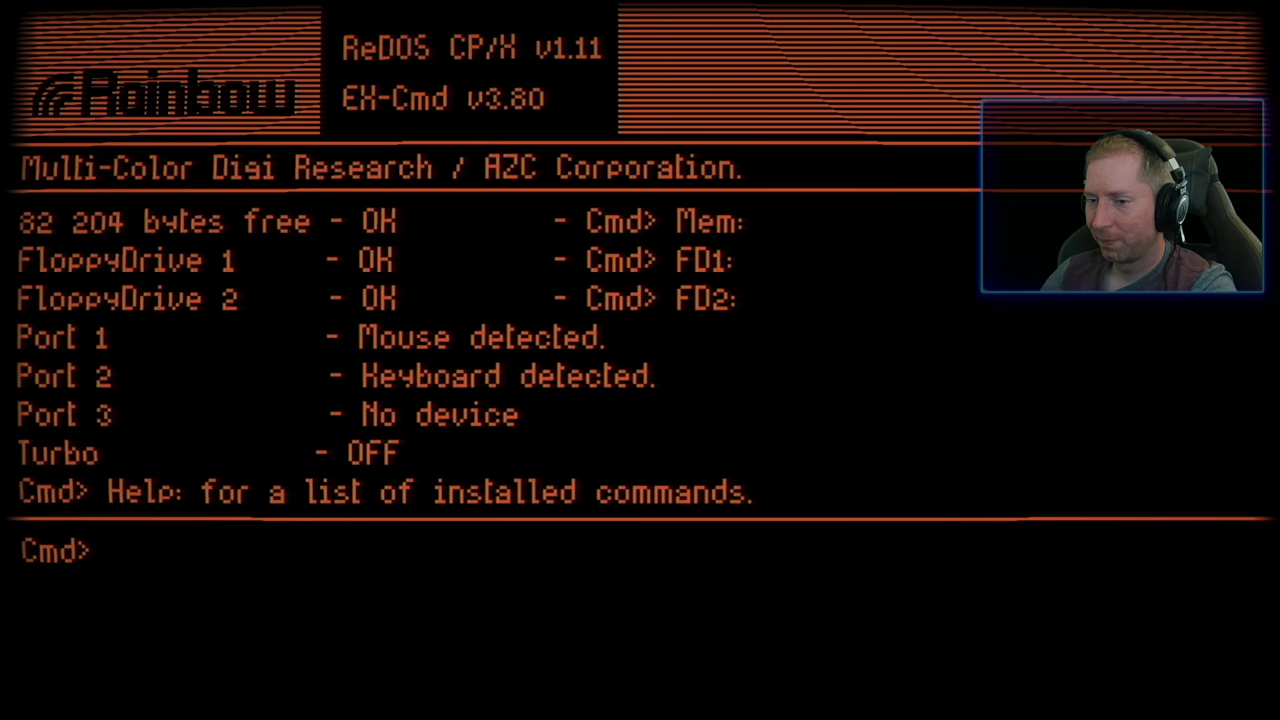 Rainbow
ReDOS CP/X v1.11
EX-Cmd v3.80
Multi-Color Digi Research / AZC Corporation.
82 204 bytes free - OK - Cmd> Mem:
FloppyDrive 1 - OK - Cmd> FD1:
FloppyDrive 2 - OK - Cmd> FD2:
Port 1 - Mouse detected.
Port 2 - Keyboard detected.
Port 3 - No device
Turbo - OFF
Cmd> Help: for a list of installed commands.
Cmd>